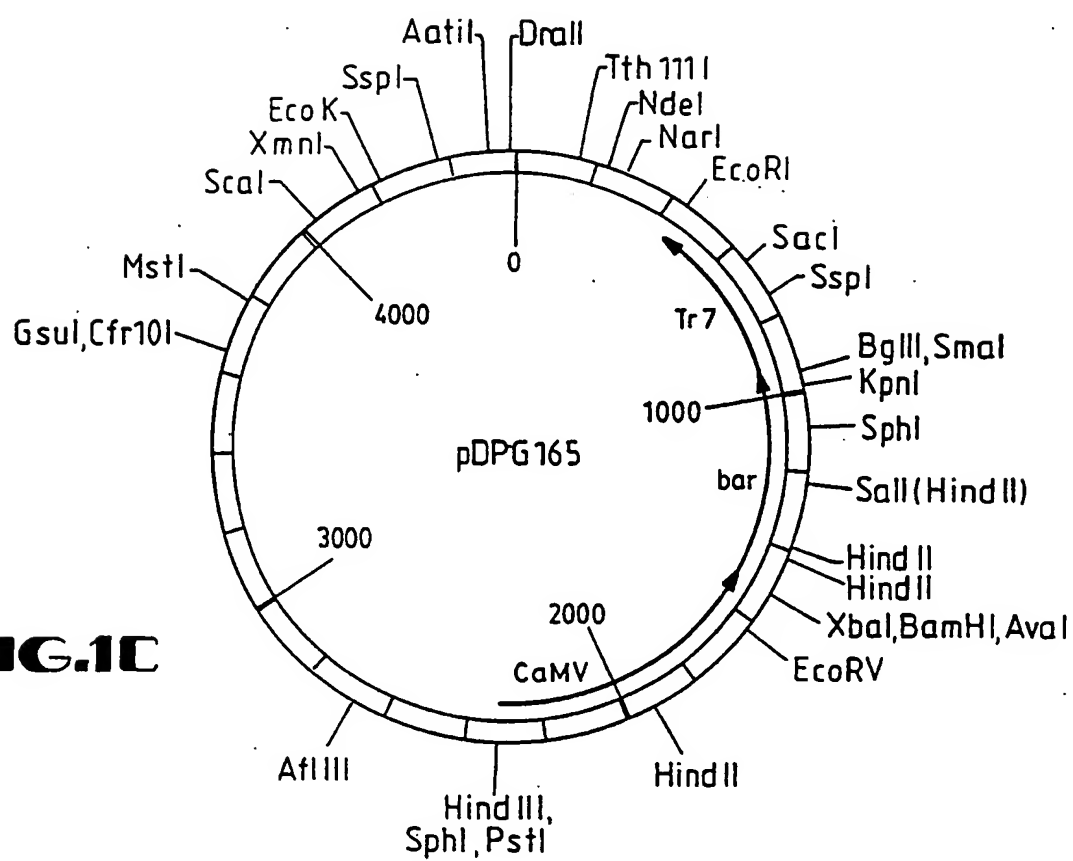 AatiI
DraII
SspI
Tth 111 I
EcoK
NdeI
XmnI
NarI
ScaI
EcoRI
SacI
MstI
0
SspI
4000
Tr7
GsuI,Cfr10I
BglII,SmaI
KpnI
1000
SphI
pDPG165
bar
SalI(HindII)
3000
HindII
HindII
2000
XbaI,BamHI,AvaI
IG.1C
CaMV
EcoRV
AflIII
HindII
HindIII,
SphI,PstI